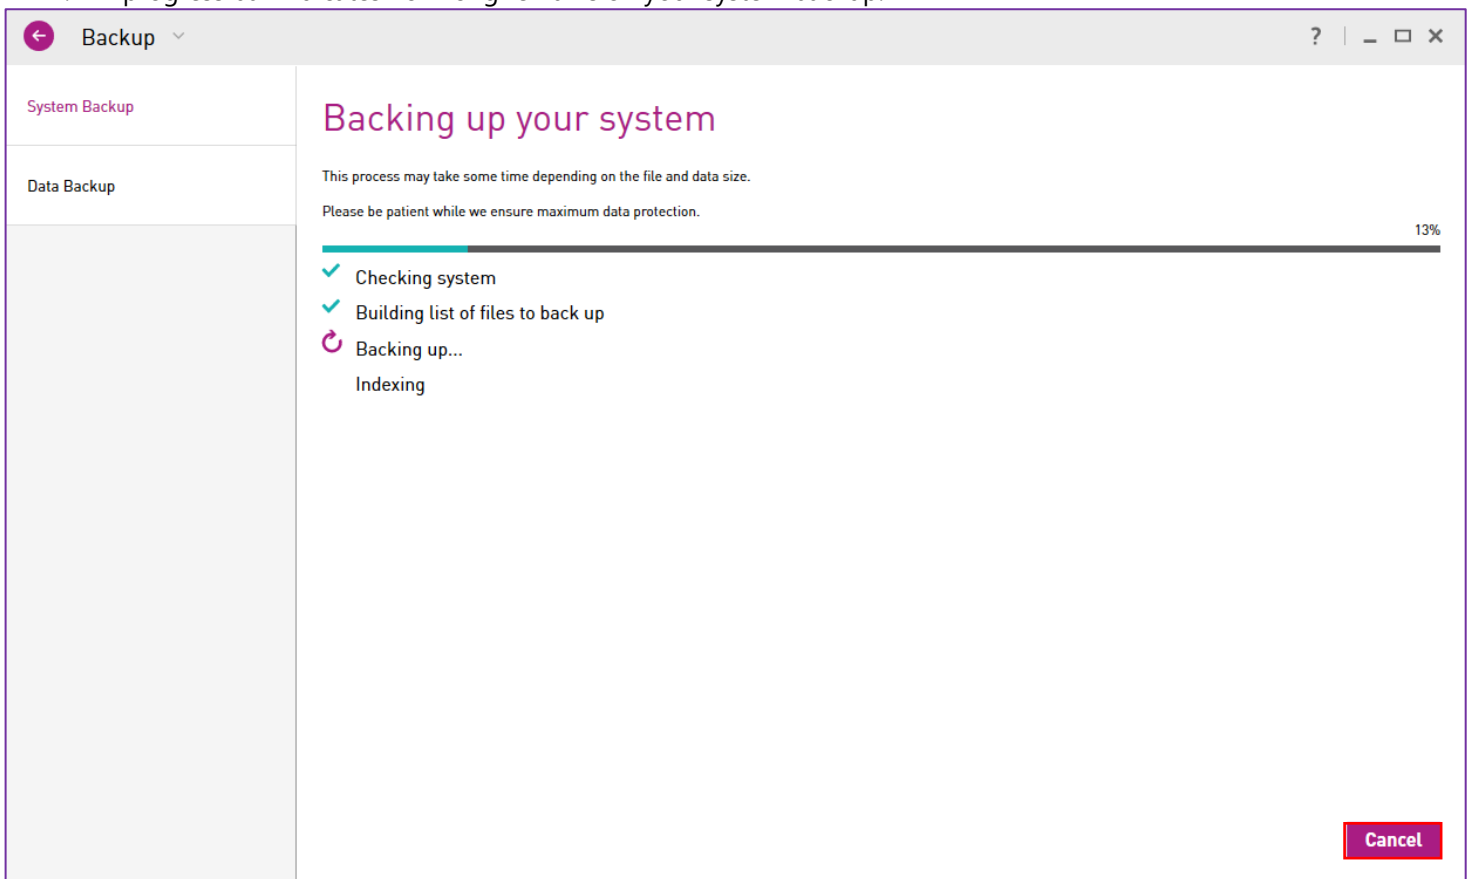 Backup
?
System Backup
Data Backup
Backing up your system
This process may take some time depending on the file and data size.
Please be patient while we ensure maximum data protection.
13%
Checking system
Building list of files to back up
Backing up...
Indexing
Cancel